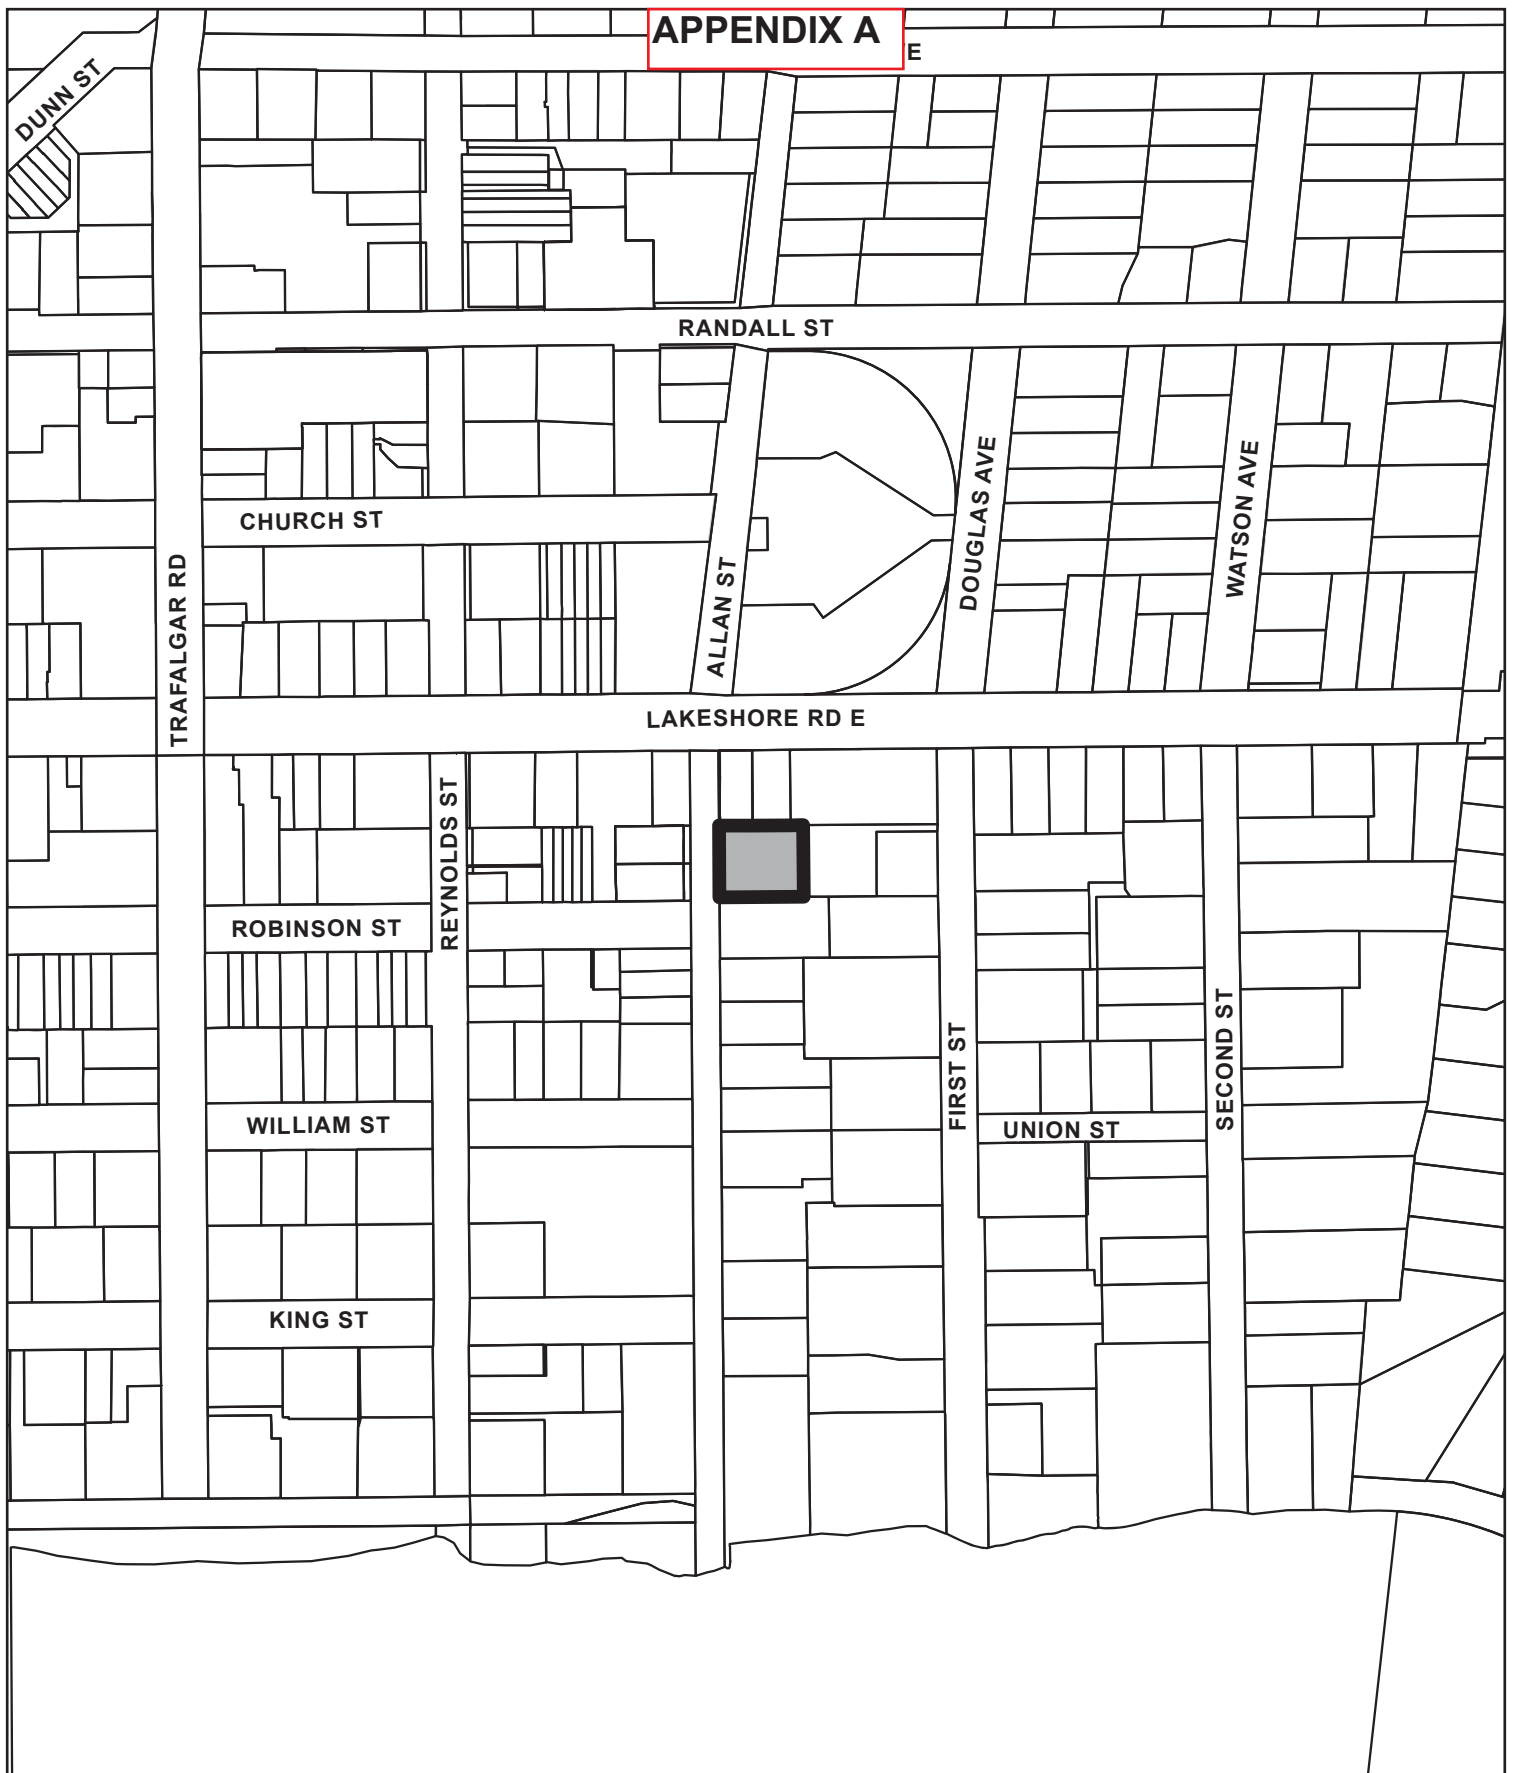 APPENDIX A
E
DUNN ST
RANDALL ST
CHURCH ST
TRAFALGAR RD
ALLAN ST
DOUGLAS AVE
WATSON AVE
LAKESHORE RD E
REYNOLDS ST
ROBINSON ST
FIRST ST
SECOND ST
WILLIAM ST
UNION ST
KING ST